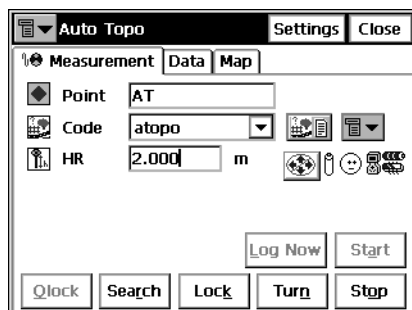 Auto Topo Settings Close
Measurement Data Map
Point AT
Code atopo
HR 2.000 m
Log Now Start
Qlock Search Lock Turn Stop